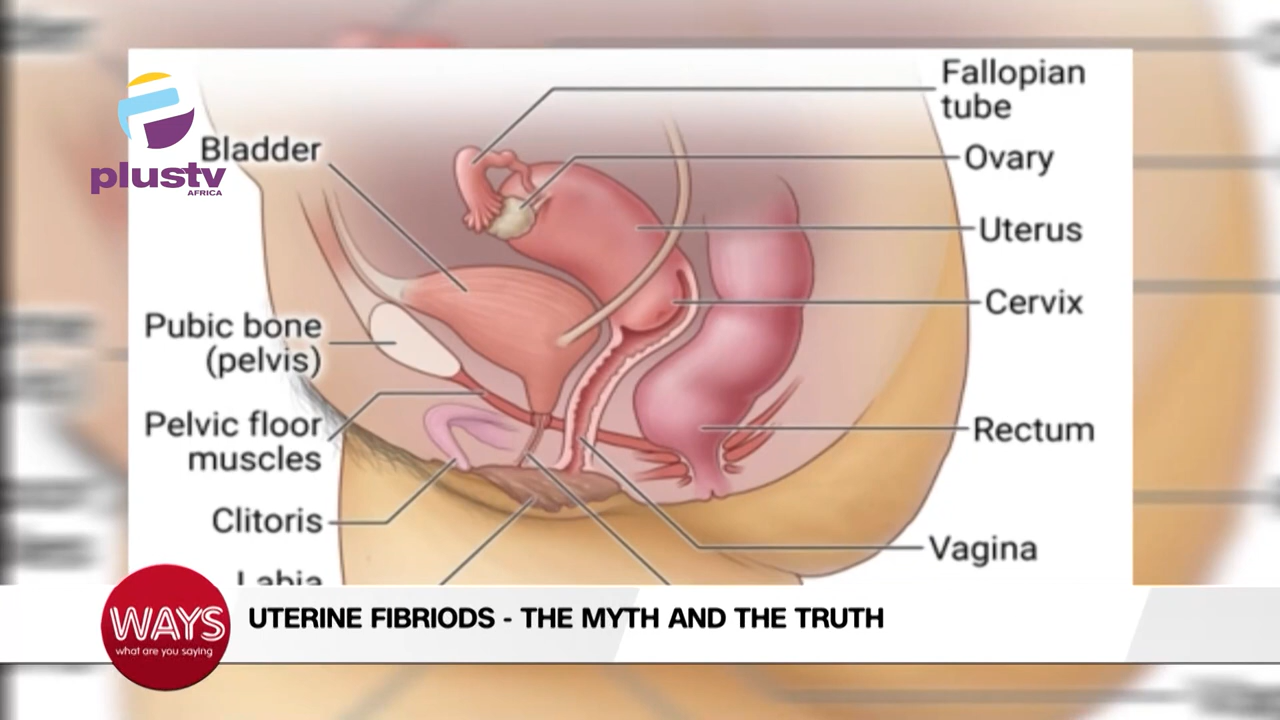 Fallopian
tube
Bladder
plustv
AFRICA
Ovary
Uterus
Cervix
Pubic bone
(pelvis)
Pelvic floor
muscles
Rectum
Clitoris
Vagina
Labia
WAYS
what are you saying
UTERINE FIBRIODS - THE MYTH AND THE TRUTH